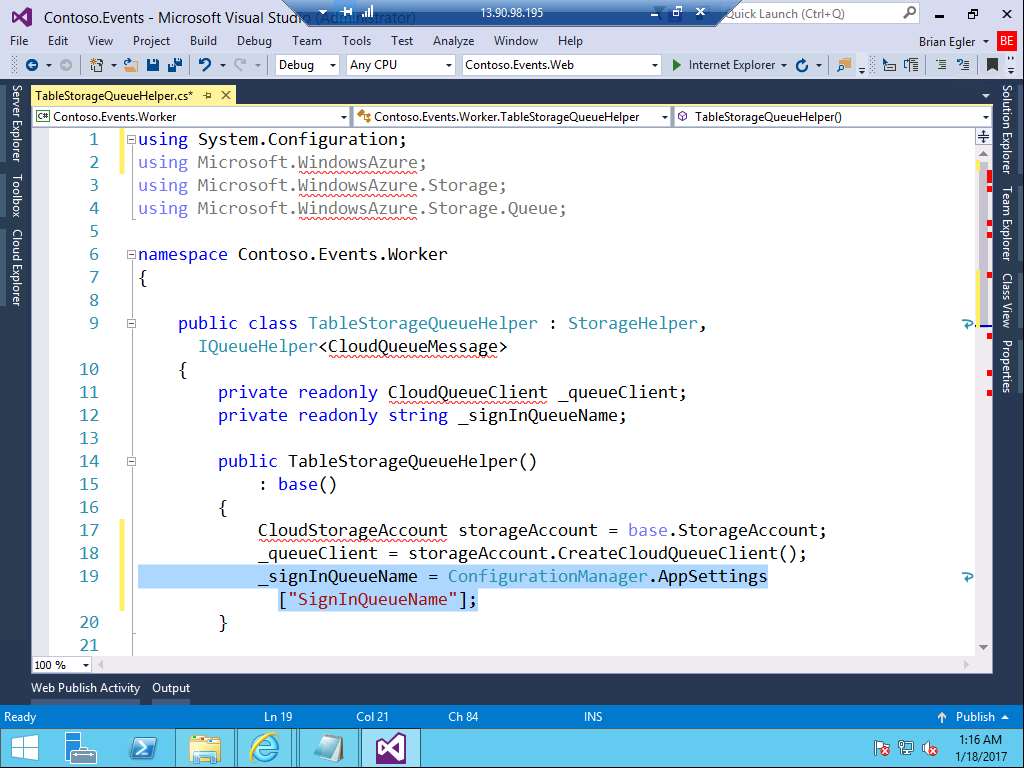 Contoso.Events - Microsoft Visual Studio (Administrator)
13.90.98.195
Quick Launch (Ctrl+Q)
File Edit View Project Build Debug Team Tools Test Analyze Window Help
Brian Egler BE
Debug Any CPU Contoso.Events.Web Internet Explorer
TableStorageQueueHelper.cs*
Contoso.Events.Worker Contoso.Events.Worker.TableStorageQueueHelper TableStorageQueueHelper()
Server Explorer
Toolbox
Cloud Explorer
1 using System.Configuration;
2 using Microsoft.WindowsAzure;
3 using Microsoft.WindowsAzure.Storage;
4 using Microsoft.WindowsAzure.Storage.Queue;
5
6 namespace Contoso.Events.Worker
7 {
8
9 public class TableStorageQueueHelper : StorageHelper,
IQueueHelper<CloudQueueMessage>
10 {
11 private readonly CloudQueueClient _queueClient;
12 private readonly string _signInQueueName;
13
14 public TableStorageQueueHelper()
15 : base()
16 {
17 CloudStorageAccount storageAccount = base.StorageAccount;
18 _queueClient = storageAccount.CreateCloudQueueClient();
19 _signInQueueName = ConfigurationManager.AppSettings
["SignInQueueName"];
20 }
21
Solution Explorer
Team Explorer
Class View
Properties
100 %
Web Publish Activity Output
Ready Ln 19 Col 21 Ch 84 INS Publish
1:16 AM
1/18/2017